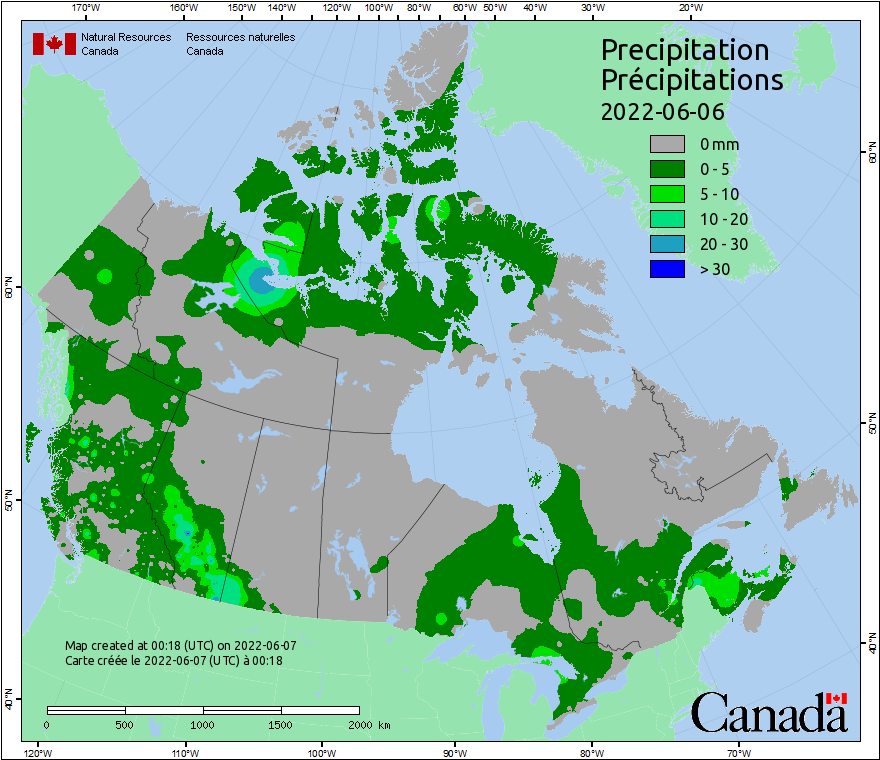 170°W 160°W 150°W 140°W 130°W 120°W 110°W 100°W 90°W 80°W 60°W 50°W 40°W 30°W 20°W
Natural Resources Canada
Ressources naturelles Canada
Precipitation
Précipitations
2022-06-06
0 mm
0 - 5
5 - 10
10 - 20
20 - 30
> 30
60°N
60°N
50°N
50°N
40°N
40°N
Map created at 00:18 (UTC) on 2022-06-07
Carte créée le 2022-06-07 (UTC) à 00:18
0 500 1000 1500 2000 km
Canada
120°W 110°W 100°W 90°W 80°W 70°W